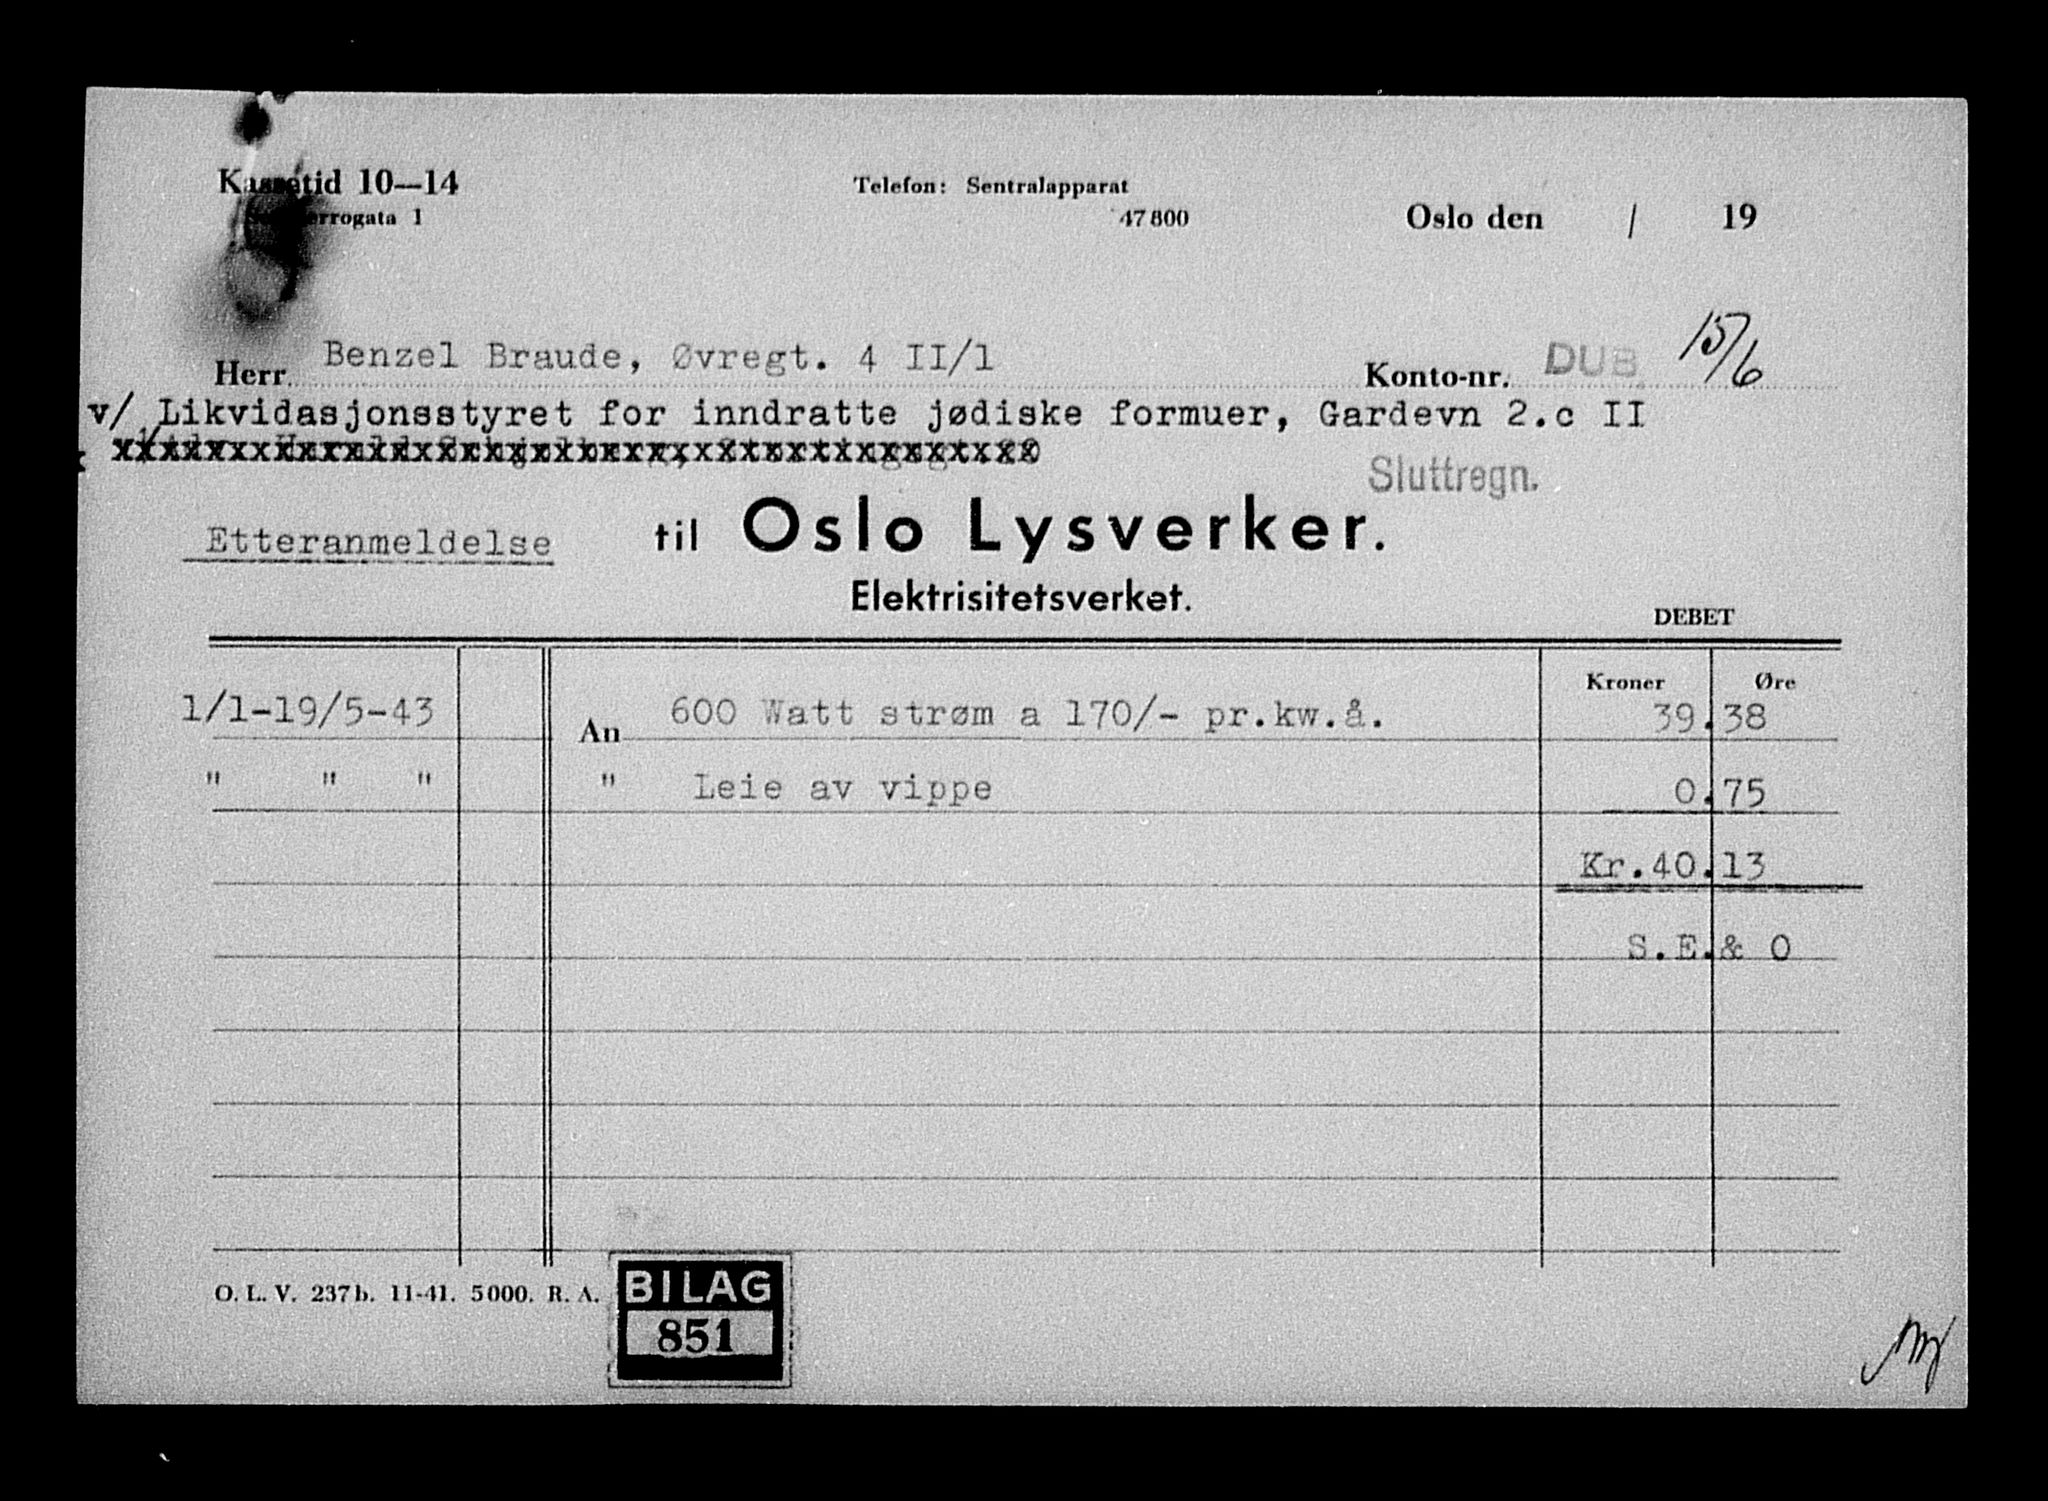 Kassetid 10—14
Telefon: Sentralapparat
47800
Oslo den / 19
Herr Benzel Braude, Øvregt. 4 II/1
Konto-nr. DUB. 15/6
v/ Likvidasjonsstyret for inndratte jødiske formuer, Gardevn 2.c II
Sluttregn.
Etteranmeldelse til Oslo Lysverker.
Elektrisitetsverket.
DEBET
Kroner Øre
1/1-19/5-43 An 600 Watt strøm a 170/- pr.kw.å. 39.38
" " " " Leie av vippe 0.75
Kr.40.13
S.E.& O
O. L. V. 237 b. 11-41. 5000. R. A.
BILAG
851